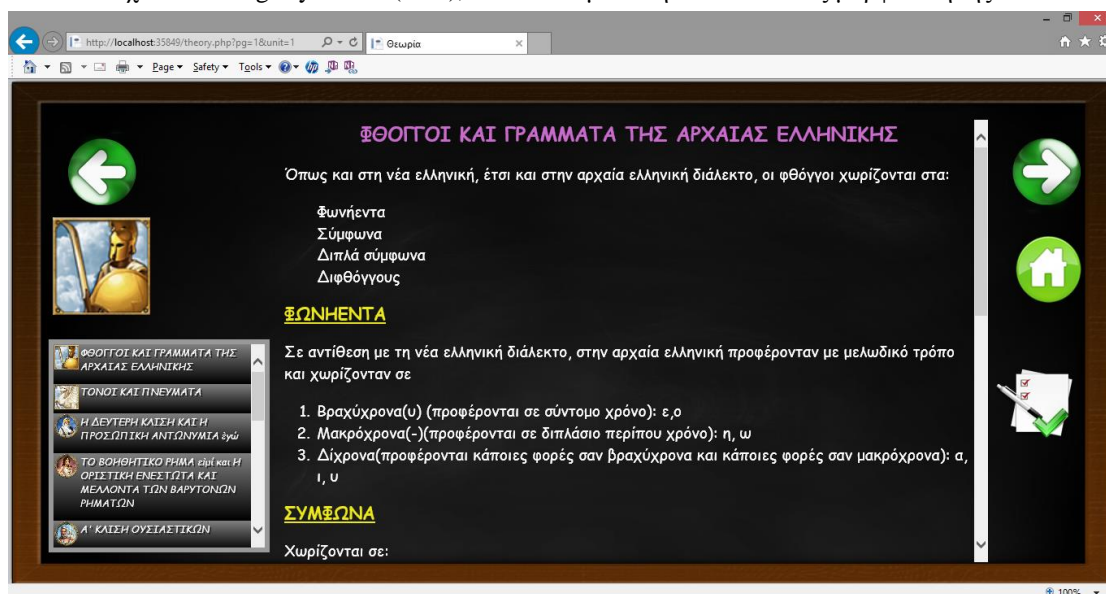 http://localhost:35849/theory.php?pg=1&unit=1
Θεωρία
Page Safety Tools
ΦΘΟΓΓΟΙ ΚΑΙ ΓΡΑΜΜΑΤΑ ΤΗΣ ΑΡΧΑΙΑΣ ΕΛΛΗΝΙΚΗΣ
Όπως και στη νέα ελληνική, έτσι και στην αρχαία ελληνική διάλεκτο, οι φθόγγοι χωρίζονται στα:
Φωνήεντα
Σύμφωνα
Διπλά σύμφωνα
Διφθόγγους
ΦΩΝΗΕΝΤΑ
Σε αντίθεση με τη νέα ελληνική διάλεκτο, στην αρχαία ελληνική προφέρονταν με μελωδικό τρόπο
και χωρίζονταν σε
1. Βραχύχρονα(υ) (προφέρονται σε σύντομο χρόνο): ε,ο
2. Μακρόχρονα(-)(προφέρονται σε διπλάσιο περίπου χρόνο): η, ω
3. Δίχρονα(προφέρονται κάποιες φορές σαν βραχύχρονα και κάποιες φορές σαν μακρόχρονα): α,
ι, υ
ΣΥΜΦΩΝΑ
Χωρίζονται σε:
ΦΘΟΓΓΟΙ ΚΑΙ ΓΡΑΜΜΑΤΑ ΤΗΣ
ΑΡΧΑΙΑΣ ΕΛΛΗΝΙΚΗΣ
ΤΟΝΟΙ ΚΑΙ ΠΝΕΥΜΑΤΑ
Η ΔΕΥΤΕΡΗ ΚΛΙΣΗ ΚΑΙ Η
ΠΡΟΣΩΠΙΚΗ ΑΝΤΩΝΥΜΙΑ ἐγώ
ΤΟ ΒΟΗΘΗΤΙΚΟ ΡΗΜΑ εἰμί και Η
ΟΡΙΣΤΙΚΗ ΕΝΕΣΤΩΤΑ ΚΑΙ
ΜΕΛΛΟΝΤΑ ΤΩΝ ΒΑΡΥΤΟΝΩΝ
ΡΗΜΑΤΩΝ
Α' ΚΛΙΣΗ ΟΥΣΙΑΣΤΙΚΩΝ
100%